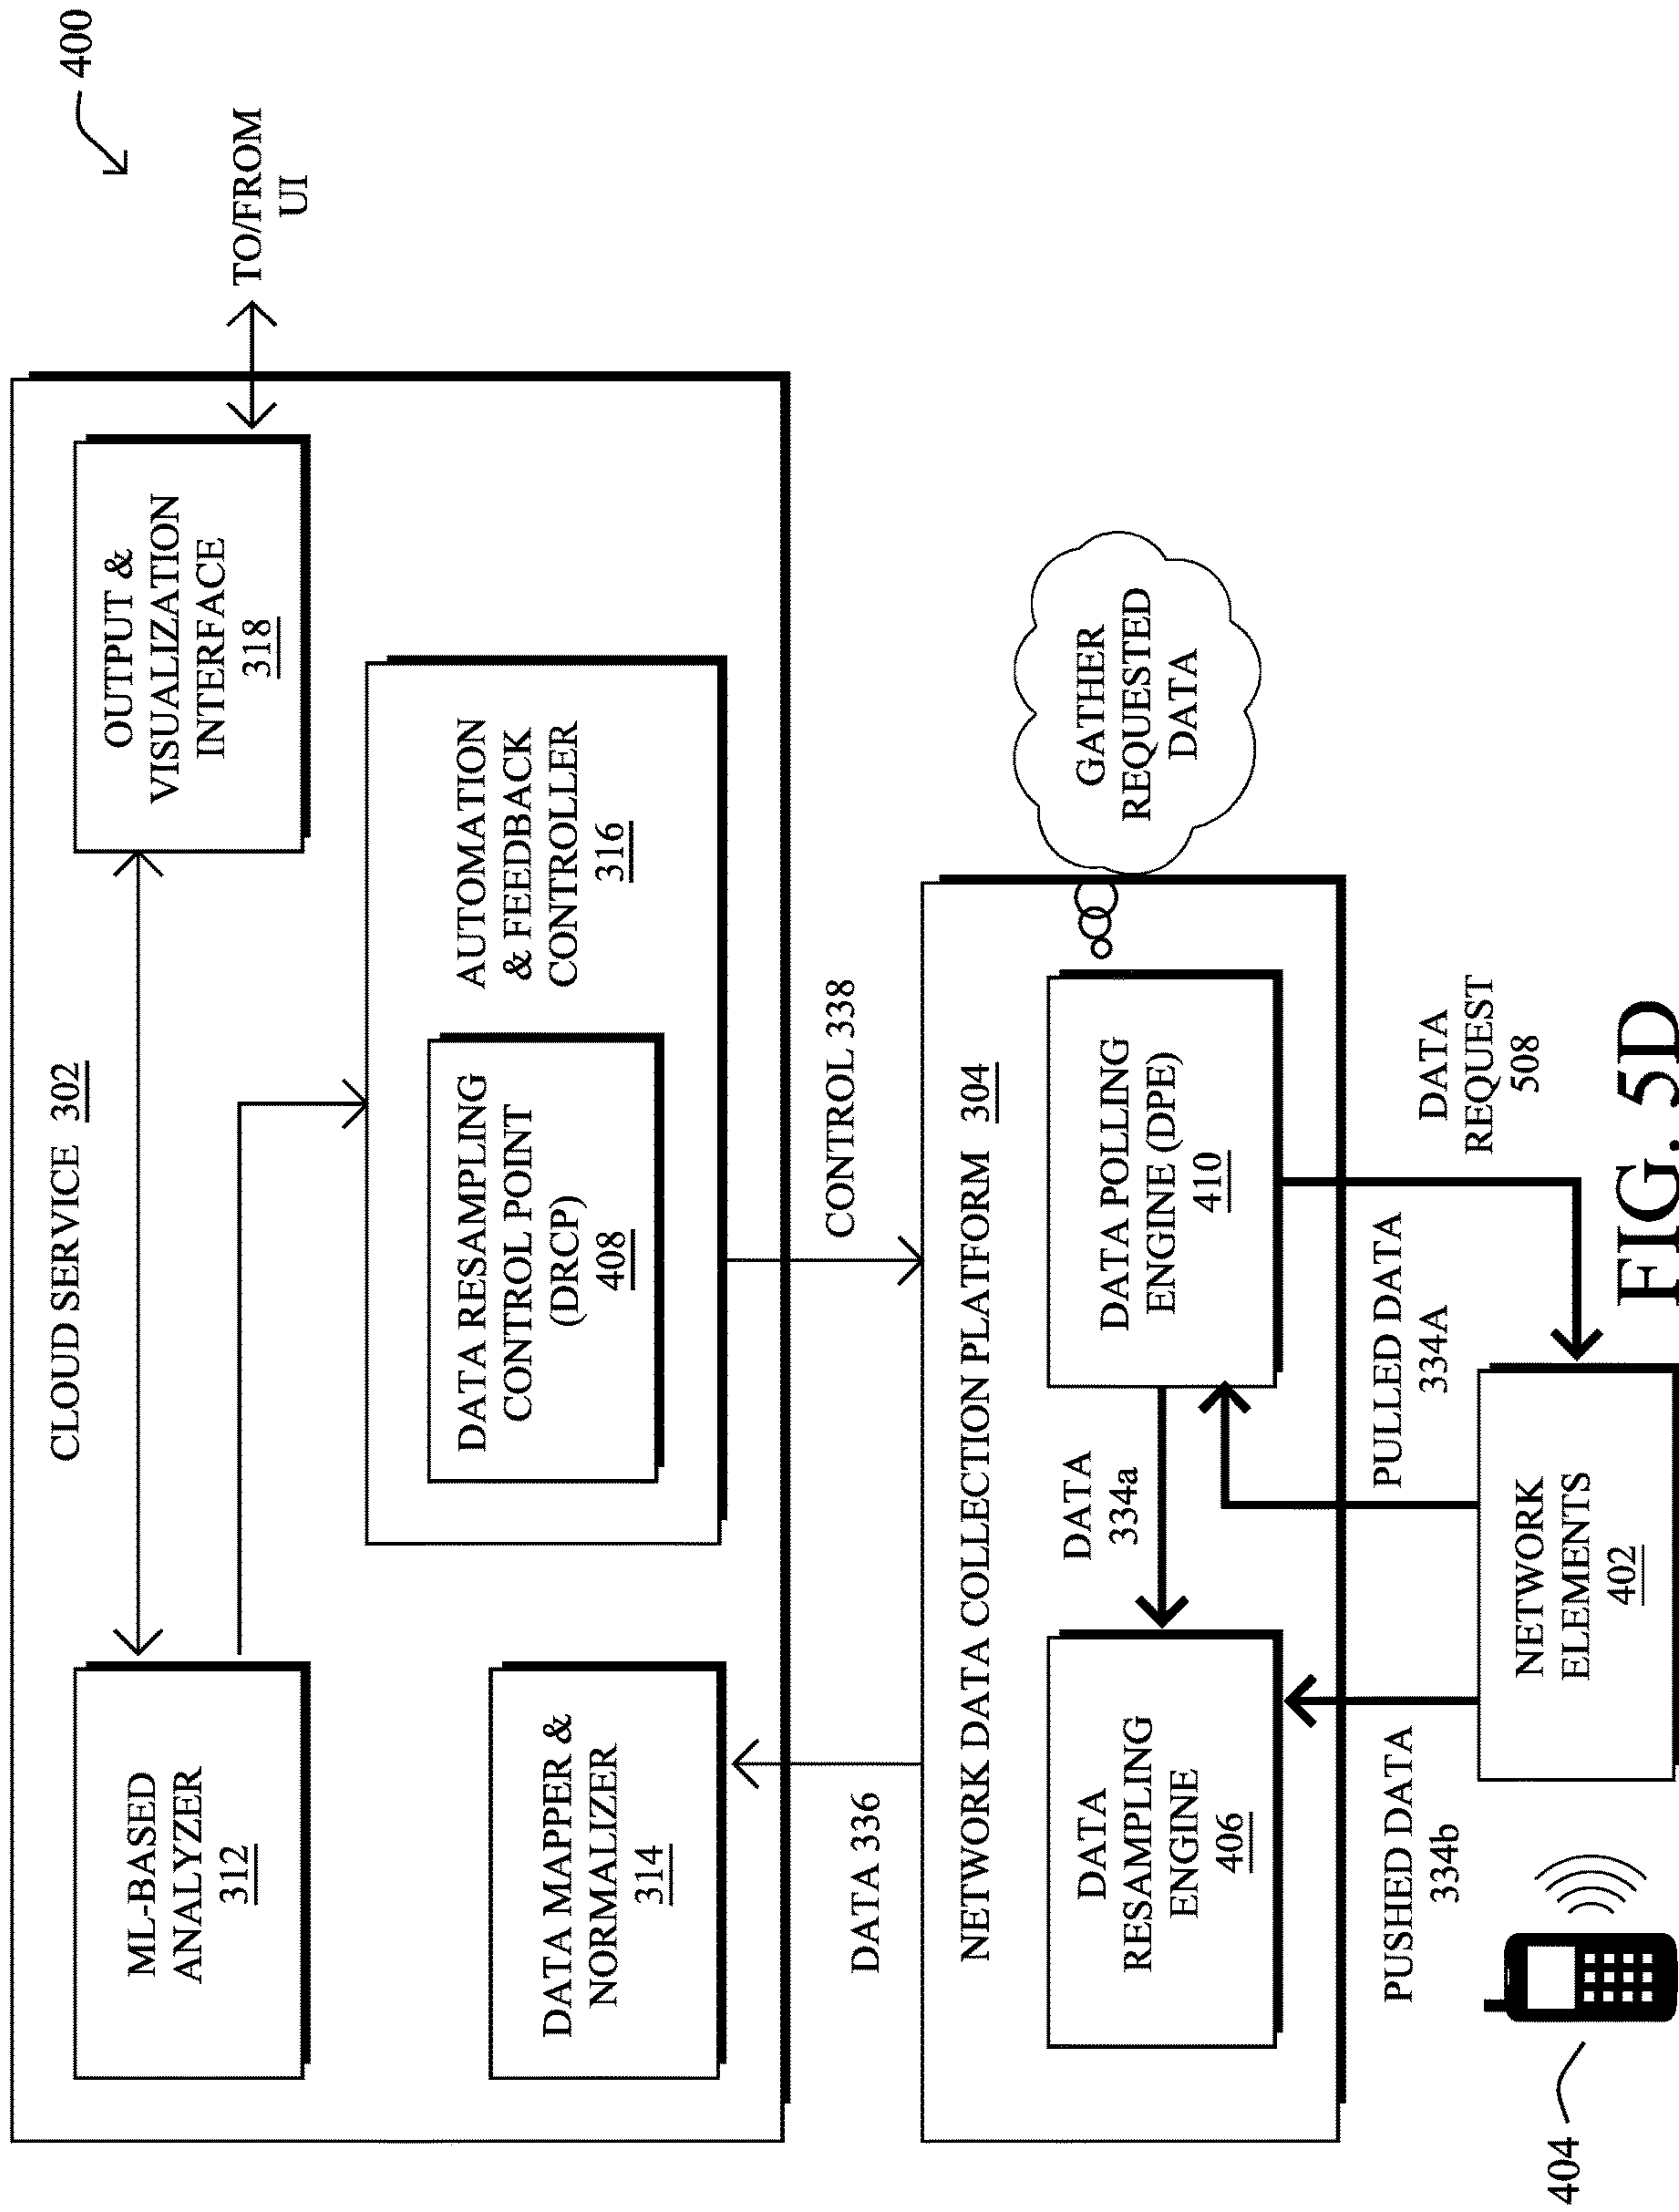 400
TO/FROM
UI
CLOUD SERVICE 302
ML-BASED
ANALYZER
312
OUTPUT &
VISUALIZATION
INTERFACE
318
DATA MAPPER &
NORMALIZER
314
DATA RESAMPLING
CONTROL POINT
(DRCP)
408
AUTOMATION
& FEEDBACK
CONTROLLER
316
DATA 336
CONTROL 338
NETWORK DATA COLLECTION PLATFORM 304
DATA
RESAMPLING
ENGINE
406
DATA
334a
DATA POLLING
ENGINE (DPE)
410
GATHER
REQUESTED
DATA
PUSHED DATA
334b
PULLED DATA
334A
DATA
REQUEST
508
404
NETWORK
ELEMENTS
402
FIG. 5D